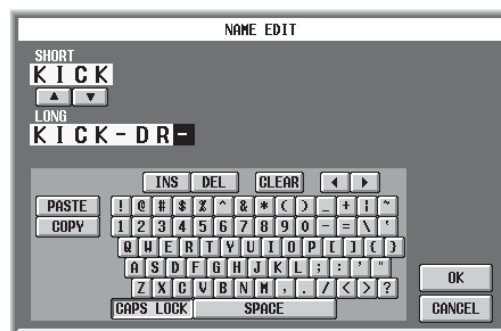 NAME EDIT
SHORT
KICK
▲ ▼
LONG
KICK-DR-
INS DEL CLEAR ◀ ▶
PASTE ! @ # $ % ^ & * ( ) _ + | ~
COPY 1 2 3 4 5 6 7 8 9 0 - = \ `
Q W E R T Y U I O P [ ] { }
A S D F G H J K L ; : ' "
Z X C V B N M , . / < > ?
OK
CAPS LOCK SPACE
CANCEL